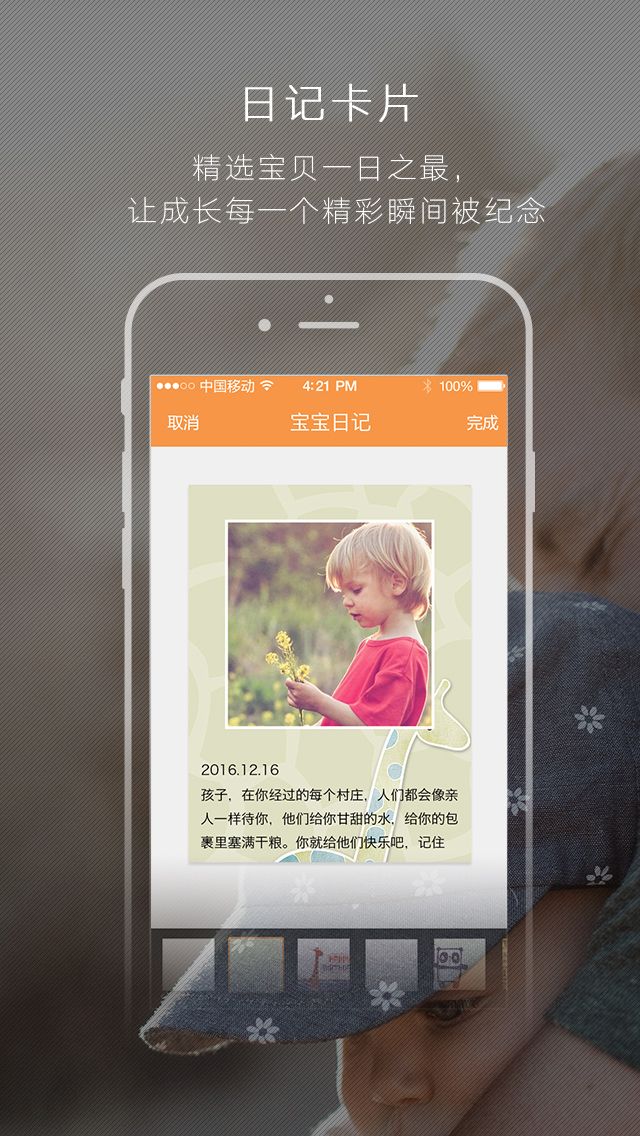 日记卡片
精选宝贝一日之最，
让成长每一个精彩瞬间被纪念
中国移动 4:21 PM 100%
取消 宝宝日记 完成
2016.12.16
孩子，在你经过的每个村庄，人们都会像亲
人一样待你，他们给你甘甜的水，给你的包
裹里塞满干粮。你就给他们快乐吧，记住